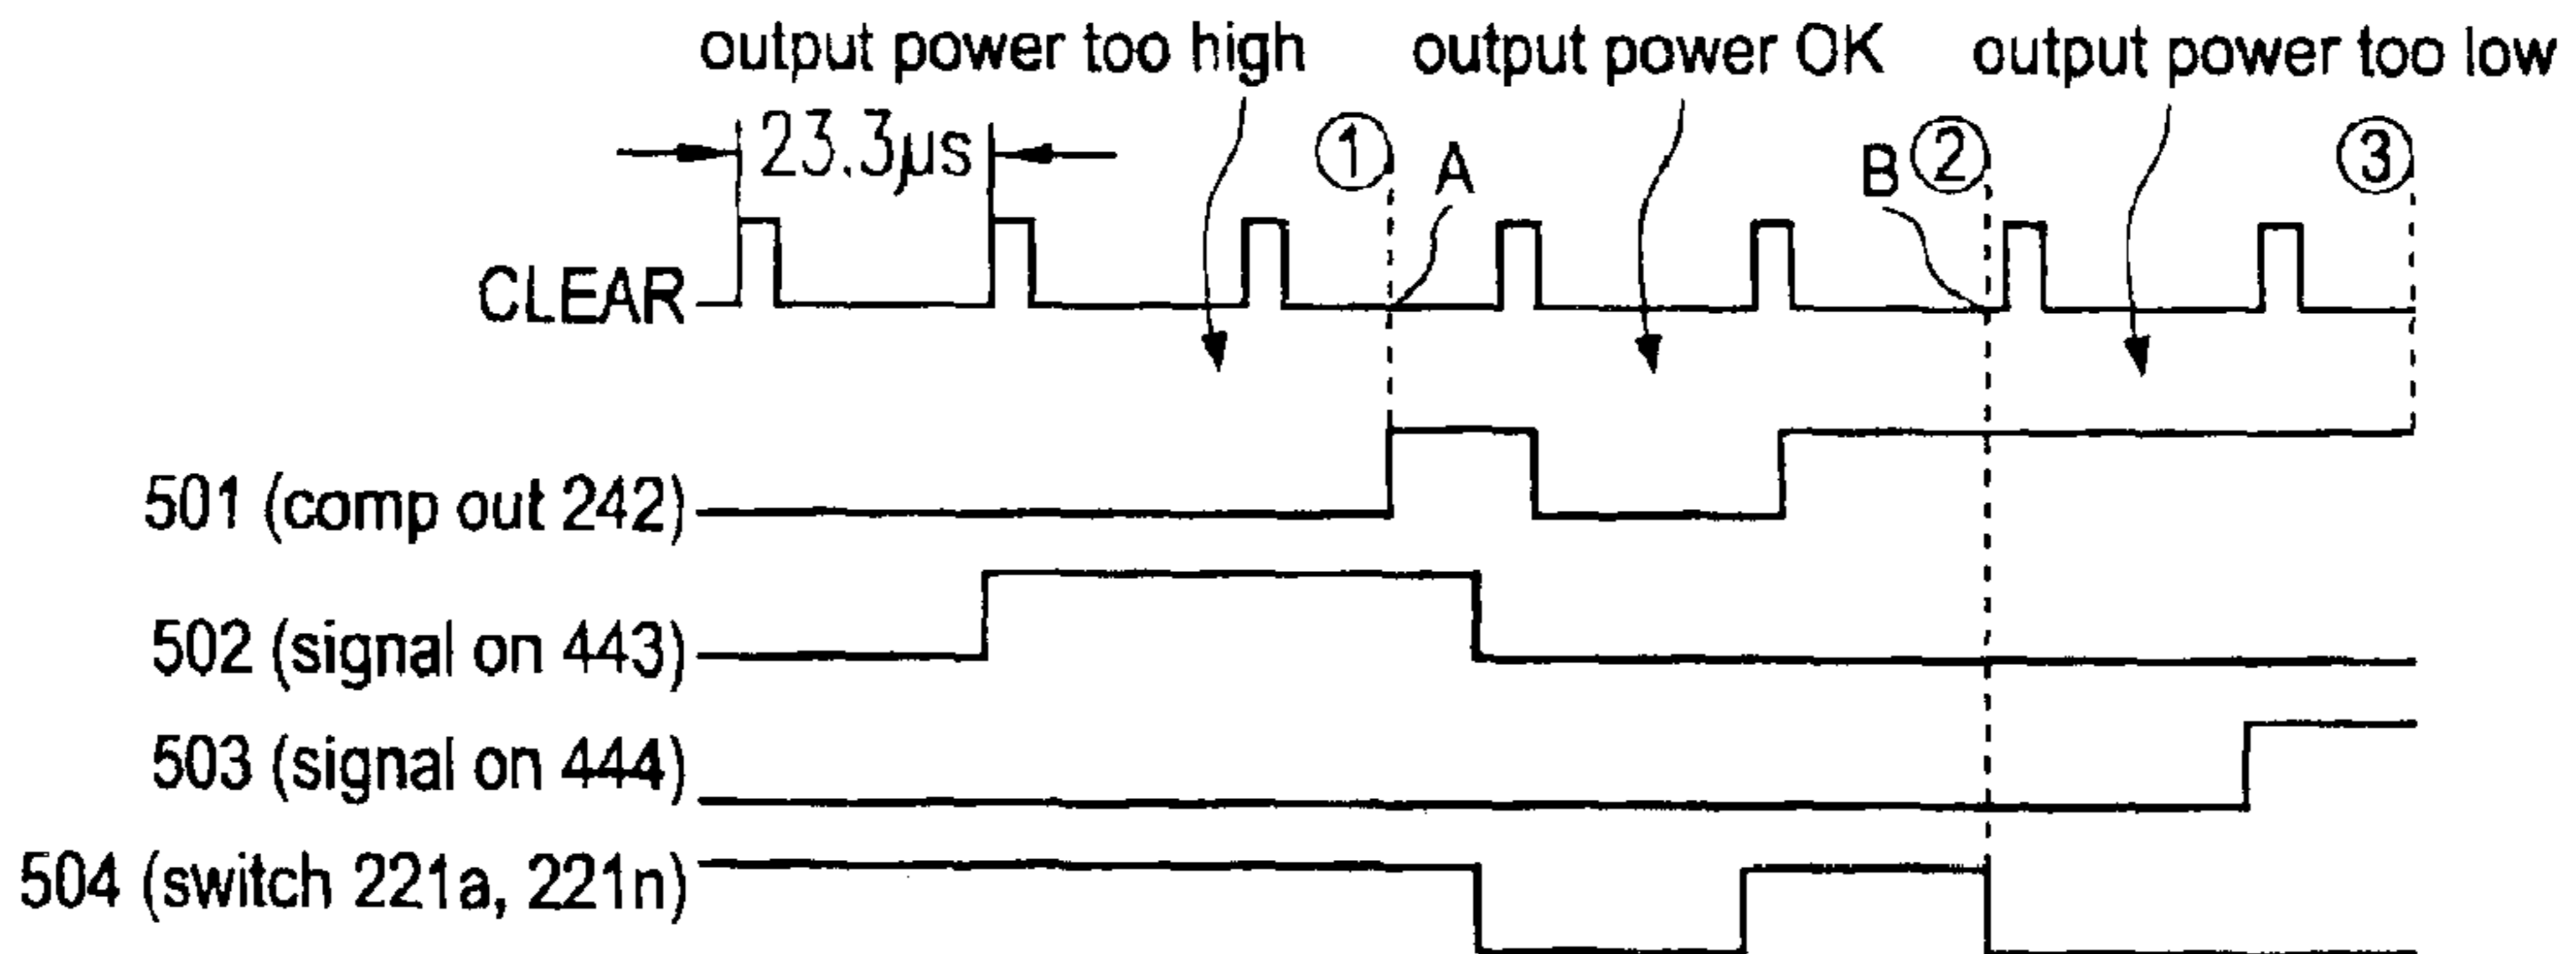 output power too high
output power OK
output power too low
23.3µs
① A
B ②
③
CLEAR
501 (comp out 242)
502 (signal on 443)
503 (signal on 444)
504 (switch 221a, 221n)